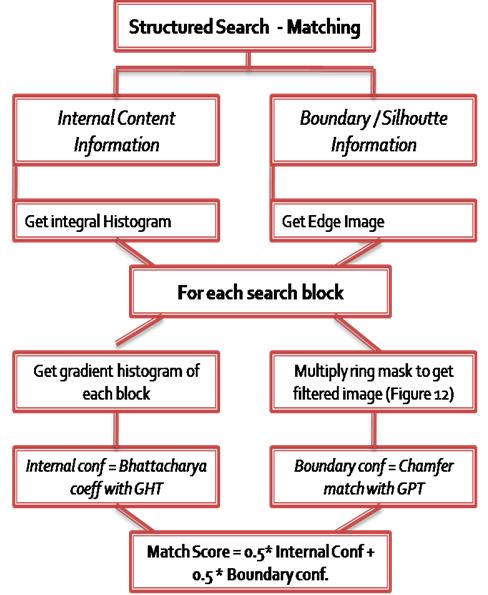 Structured Search - Matching
Internal Content
Information
Boundary / Silhoutte
Information
Get integral Histogram
Get Edge Image
For each search block
Get gradient histogram of
each block
Multiply ring mask to get
filtered image (Figure 12)
Internal conf = Bhattacharya
coeff with GHT
Boundary conf = Chamfer
match with GPT
Match Score = 0.5* Internal Conf +
0.5 * Boundary conf.